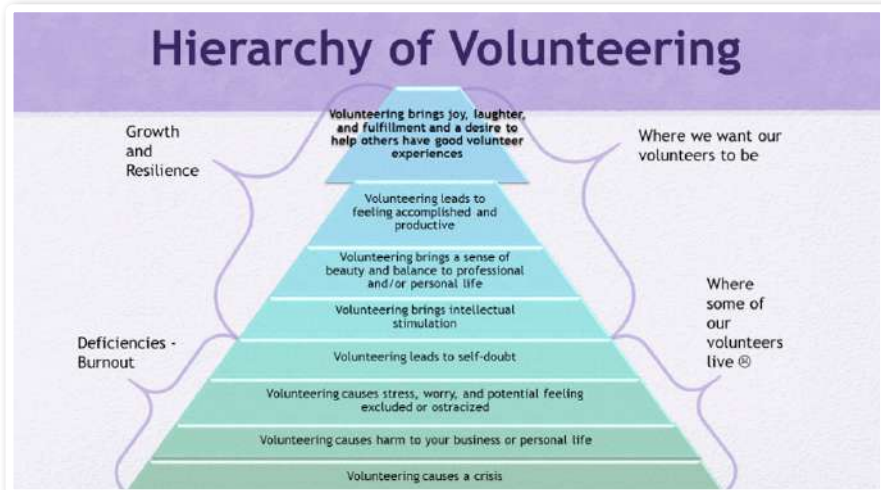 Hierarchy of Volunteering
Volunteering brings joy, laughter,
and fulfillment and a desire to
help others have good volunteer
experiences
Growth
and
Resilience
Where we want our
volunteers to be
Volunteering leads to
feeling accomplished and
productive
Volunteering brings a sense of
beauty and balance to professional
and/or personal life
Volunteering brings intellectual
stimulation
Where
some of
our
volunteers
live ☹
Deficiencies -
Burnout
Volunteering leads to self-doubt
Volunteering causes stress, worry, and potential feeling
excluded or ostracized
Volunteering causes harm to your business or personal life
Volunteering causes a crisis